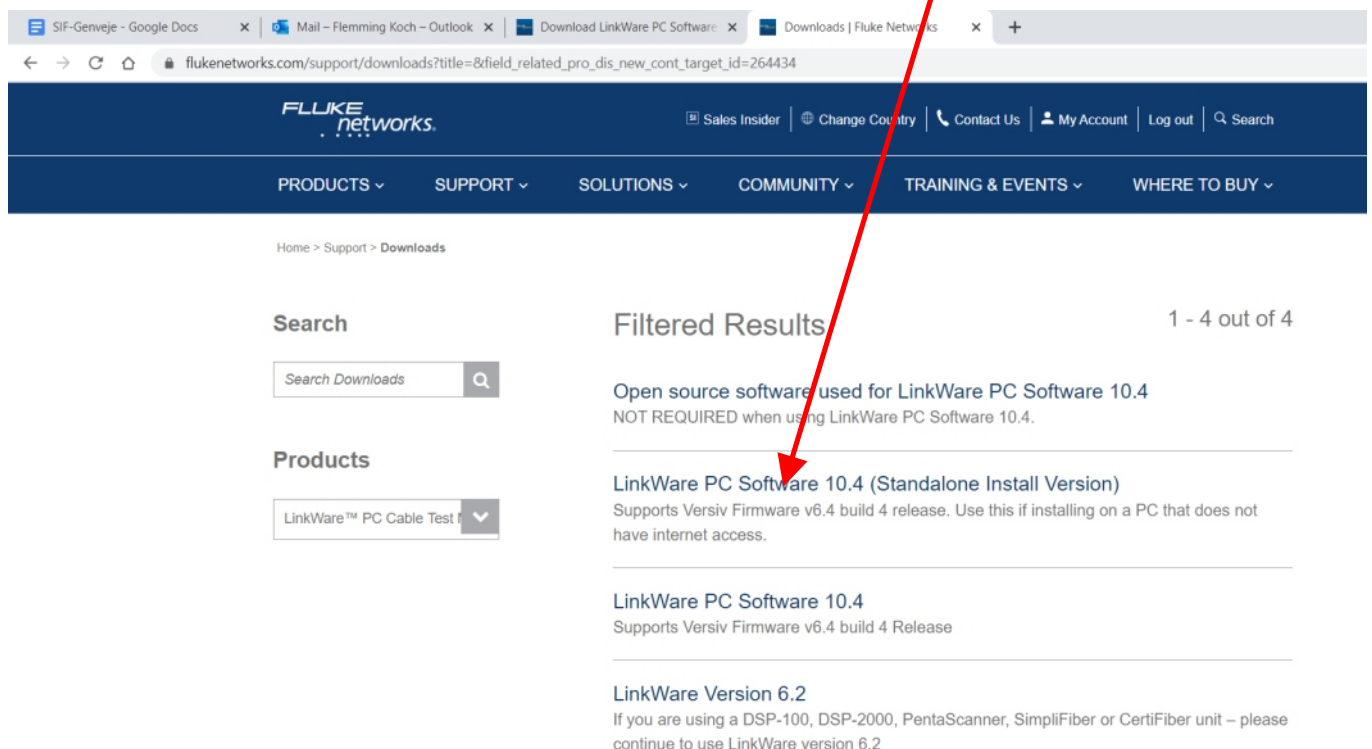 SIF-Genveje - Google Docs
Mail – Flemming Koch – Outlook
Download LinkWare PC Software
Downloads | Fluke Networks
flukenetworks.com/support/downloads?title=&field_related_pro_dis_new_cont_target_id=264434
FLUKE networks.
Sales Insider
Change Country
Contact Us
My Account
Log out
Search
PRODUCTS
SUPPORT
SOLUTIONS
COMMUNITY
TRAINING & EVENTS
WHERE TO BUY
Home > Support > Downloads
Search
Search Downloads
Products
LinkWare™ PC Cable Test
Filtered Results
1 - 4 out of 4
Open source software used for LinkWare PC Software 10.4
NOT REQUIRED when using LinkWare PC Software 10.4.
LinkWare PC Software 10.4 (Standalone Install Version)
Supports Versiv Firmware v6.4 build 4 release. Use this if installing on a PC that does not
have internet access.
LinkWare PC Software 10.4
Supports Versiv Firmware v6.4 build 4 Release
LinkWare Version 6.2
If you are using a DSP-100, DSP-2000, PentaScanner, SimpliFiber or CertiFiber unit – please
continue to use LinkWare version 6.2